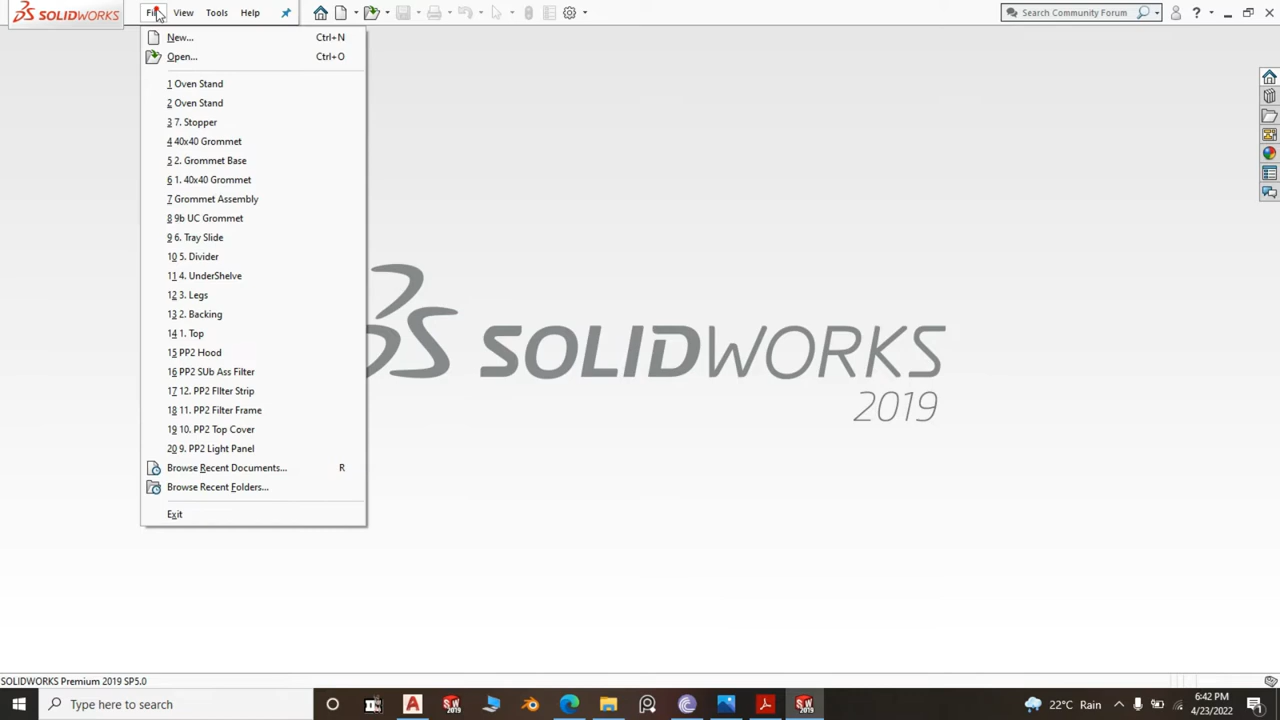 SOLIDWORKS
File View Tools Help
Search Community Forum
New... Ctrl+N
Open... Ctrl+O
1 Oven Stand
2 Oven Stand
3 7. Stopper
4 40x40 Grommet
5 2. Grommet Base
6 1. 40x40 Grommet
7 Grommet Assembly
8 9b UC Grommet
9 6. Tray Slide
10 5. Divider
11 4. UnderShelve
12 3. Legs
13 2. Backing
14 1. Top
15 PP2 Hood
16 PP2 SUb Ass Filter
17 12. PP2 FIlter Strip
18 11. PP2 Filter Frame
19 10. PP2 Top Cover
20 9. PP2 Light Panel
Browse Recent Documents... R
Browse Recent Folders...
Exit
SOLIDWORKS
2019
SOLIDWORKS Premium 2019 SP5.0
Type here to search
22°C Rain
6:42 PM
4/23/2022